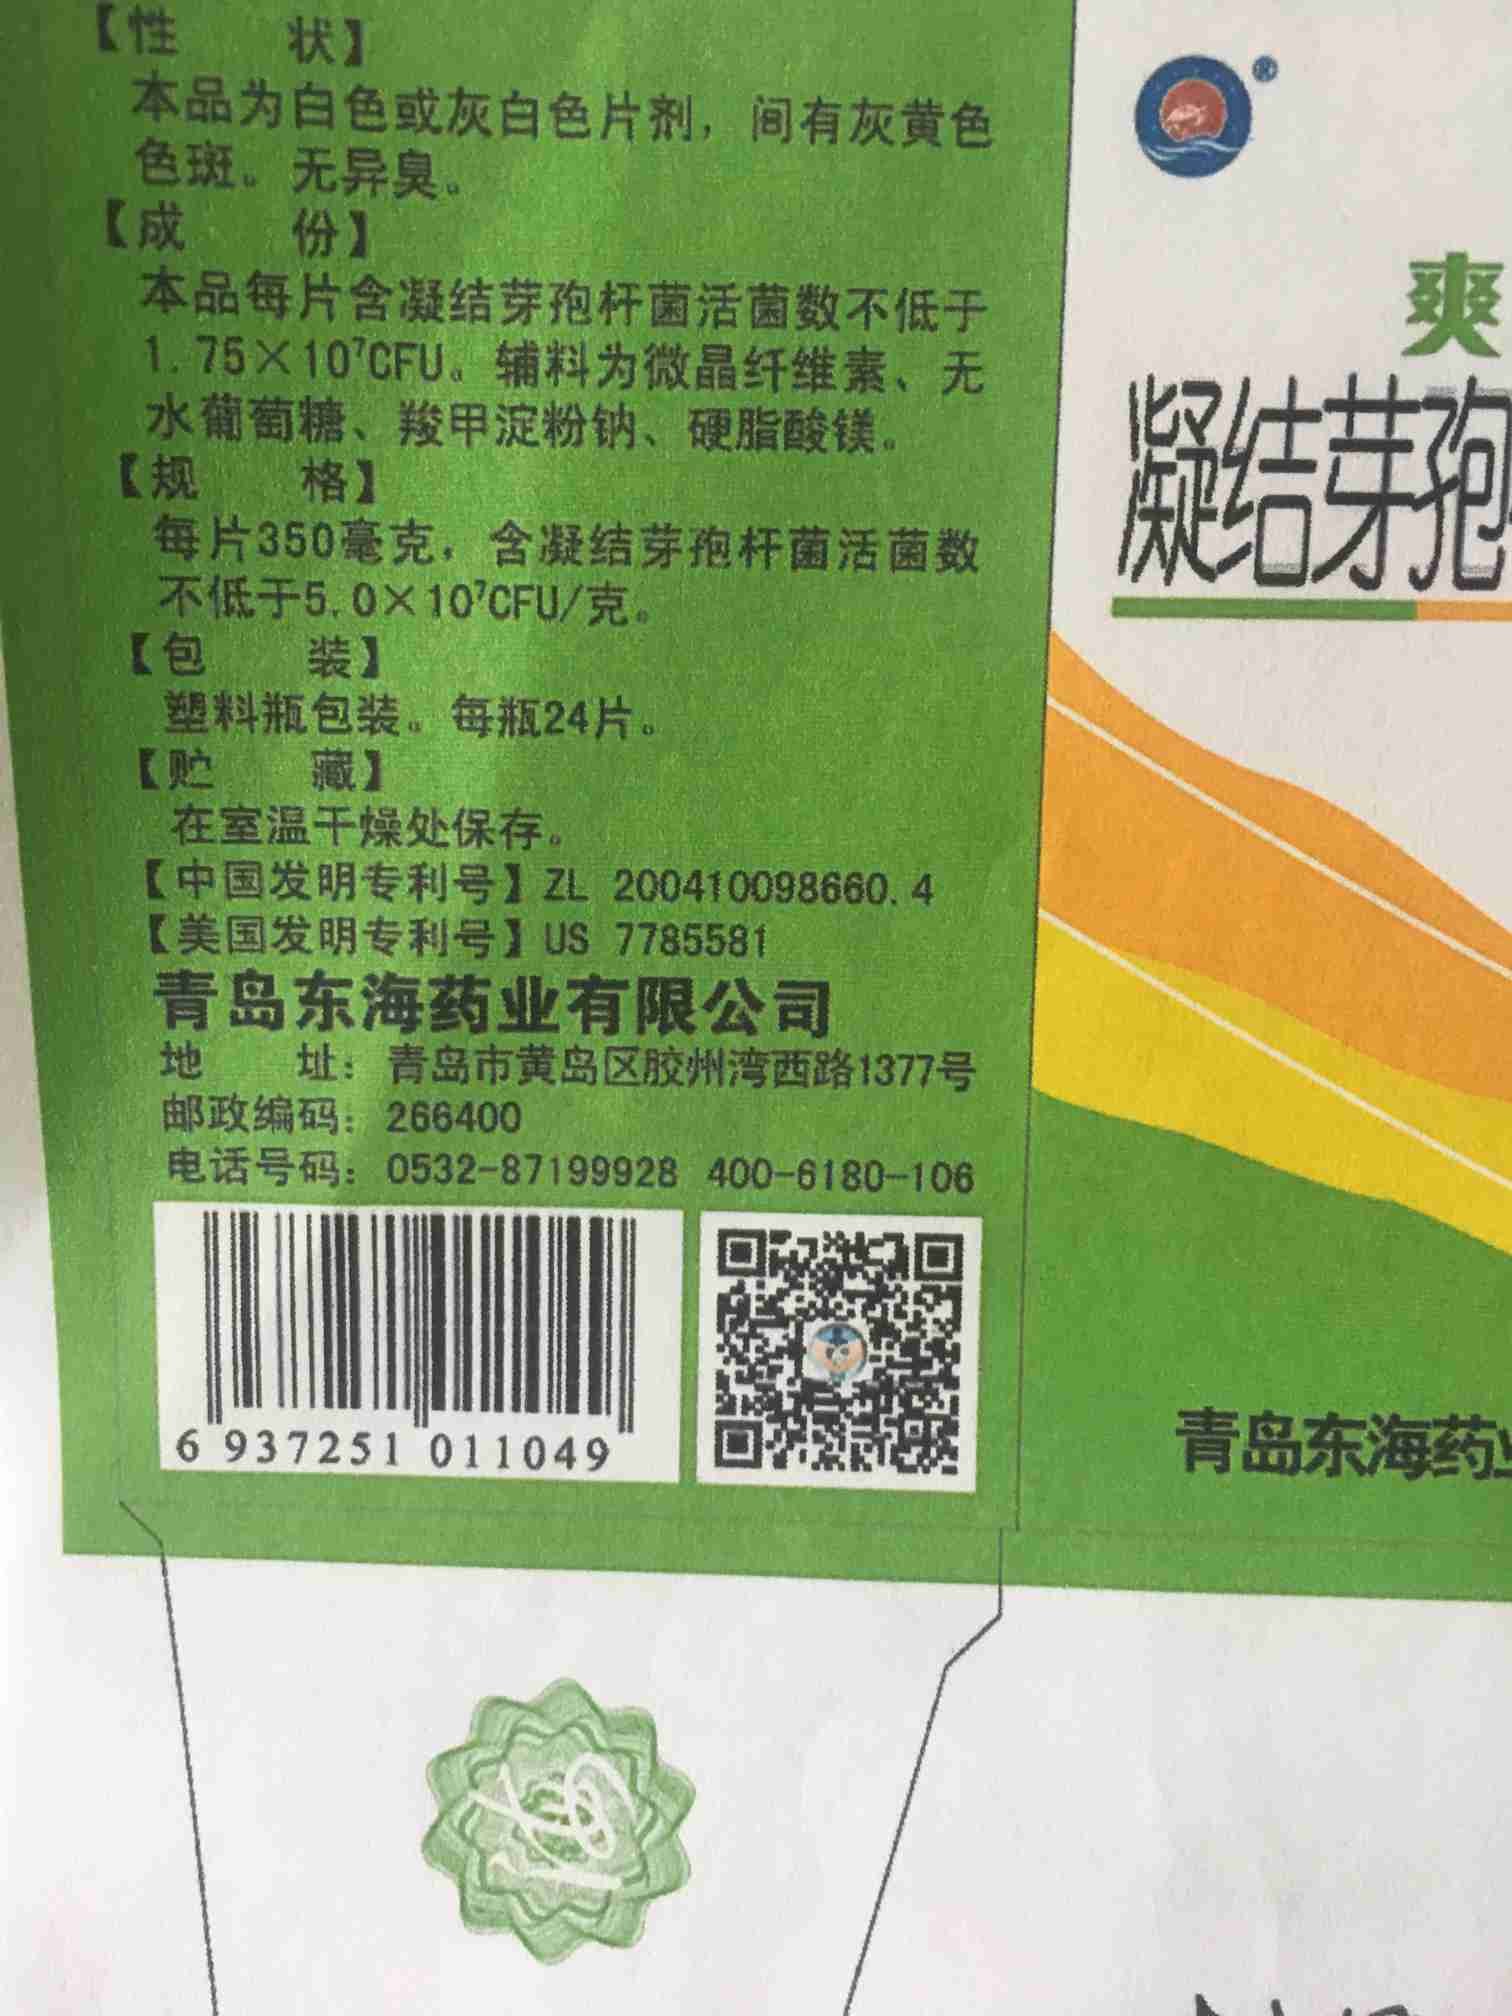 【性 状】
本品为白色或灰白色片剂，间有灰黄色
色斑。无异臭。
【成 份】
本品每片含凝结芽孢杆菌活菌数不低于
1.75×10⁷CFU。辅料为微晶纤维素、无
水葡萄糖、羧甲淀粉钠、硬脂酸镁。
【规 格】
每片350毫克，含凝结芽孢杆菌活菌数
不低于5.0×10⁷CFU/克。
【包 装】
塑料瓶包装。每瓶24片。
【贮 藏】
在室温干燥处保存。
【中国发明专利号】ZL 200410098660.4
【美国发明专利号】US 7785581
青岛东海药业有限公司
地 址：青岛市黄岛区胶州湾西路1377号
邮政编码：266400
电话号码：0532-87199928 400-6180-106
6 937251 011049
®
爽
凝结芽孢
青岛东海药业